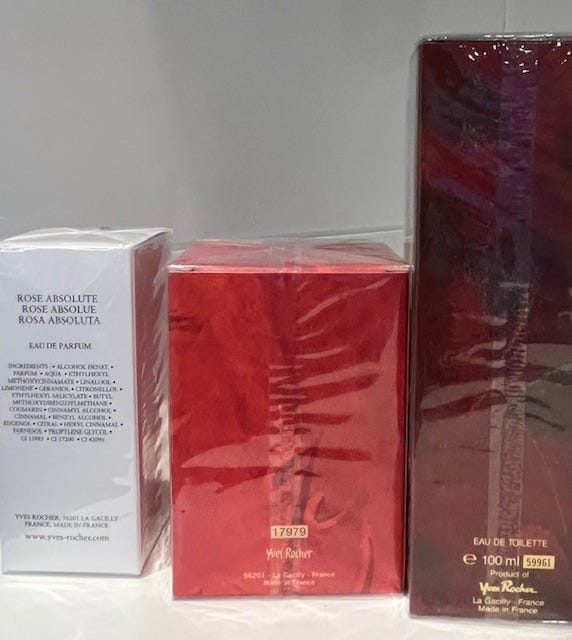 ROSE ABSOLUTE
ROSE ABSOLUE
ROSA ABSOLUTA
EAU DE PARFUM
INGREDIENTS : • ALCOHOL DENAT. •
PARFUM • AQUA • ETHYLHEXYL
METHOXYCINNAMATE • LINALOOL •
LIMONENE • GERANIOL • CITRONELLOL •
ETHYLHEXYL SALICYLATE • BUTYL
METHOXYDIBENZOYLMETHANE •
COUMARIN • CINNAMYL ALCOHOL •
CINNAMAL • BENZYL ALCOHOL •
EUGENOL • CITRAL • HEXYL CINNAMAL •
FARNESOL • PROPYLENE GLYCOL •
CI 15985 • CI 17200 • CI 42090
YVES ROCHER, 56201 LA GACILLY
FRANCE, MADE IN FRANCE
www.yves-rocher.com
17979
Yves Rocher
56201 - La Gacilly - France
Made in France
EAU DE TOILETTE
e 100 ml 59961
Product of
Yves Rocher
La Gacilly - France
Made in France